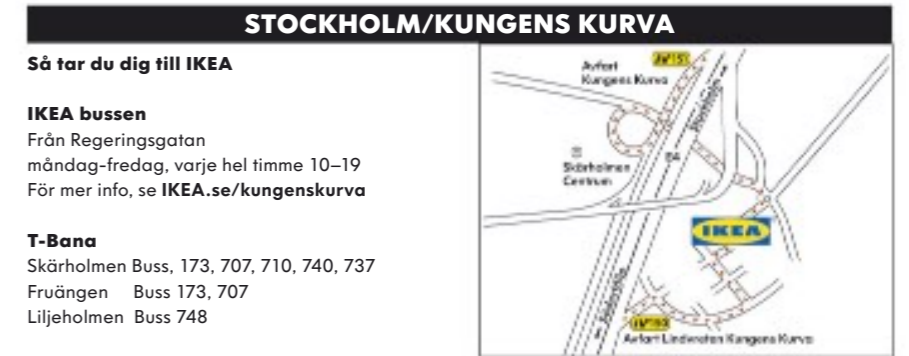 STOCKHOLM/KUNGENS KURVA
Så tar du dig till IKEA
IKEA bussen
Från Regeringsgatan
måndag-fredag, varje hel timme 10–19
För mer info, se IKEA.se/kungenskurva
T-Bana
Skärholmen Buss, 173, 707, 710, 740, 737
Fruängen Buss 173, 707
Liljeholmen Buss 748
Avfart
Kungens Kurva
Skärholmen
Centrum
E4
IKEA
Södertälje
Avfart Lindvreten Kungens Kurva